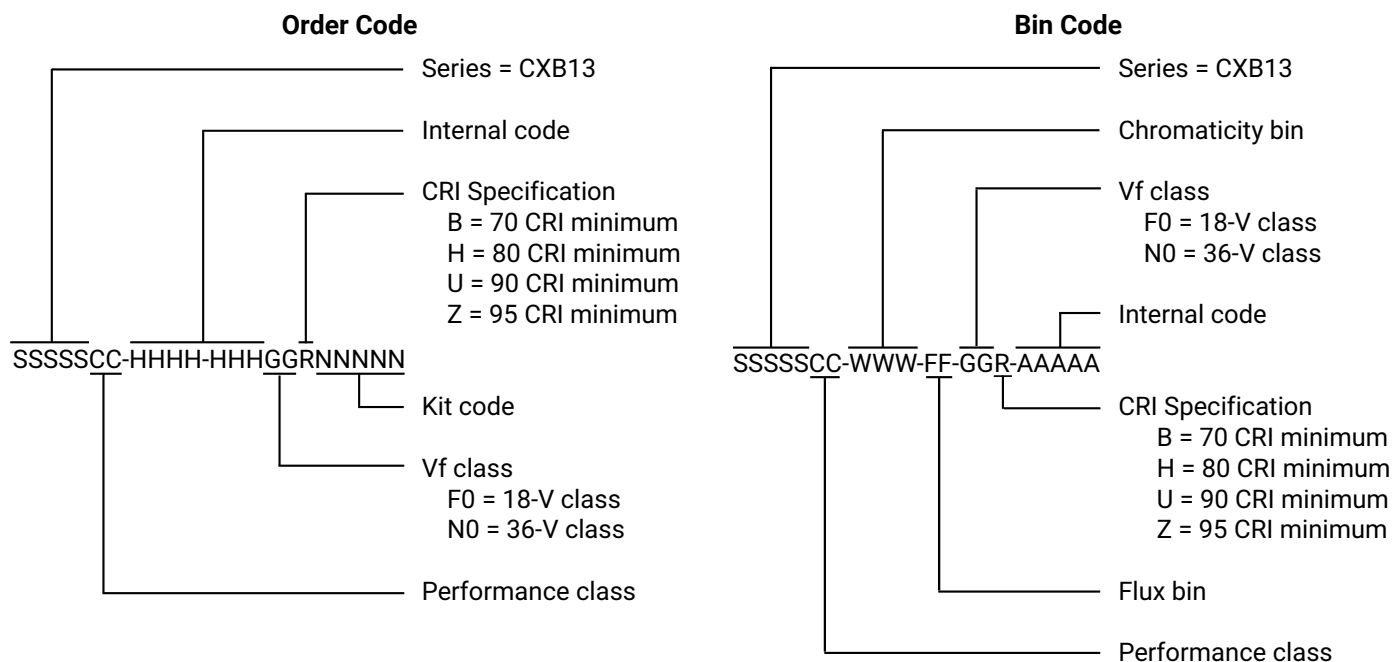 Order Code
Series = CXB13
Internal code
CRI Specification
B = 70 CRI minimum
H = 80 CRI minimum
U = 90 CRI minimum
Z = 95 CRI minimum
SSSSSCC-HHHH-HHHGGRNNNNN
Kit code
Vf class
F0 = 18-V class
N0 = 36-V class
Performance class
Bin Code
Series = CXB13
Chromaticity bin
Vf class
F0 = 18-V class
N0 = 36-V class
Internal code
SSSSSCC-WWW-FF-GGR-AAAAA
CRI Specification
B = 70 CRI minimum
H = 80 CRI minimum
U = 90 CRI minimum
Z = 95 CRI minimum
Flux bin
Performance class